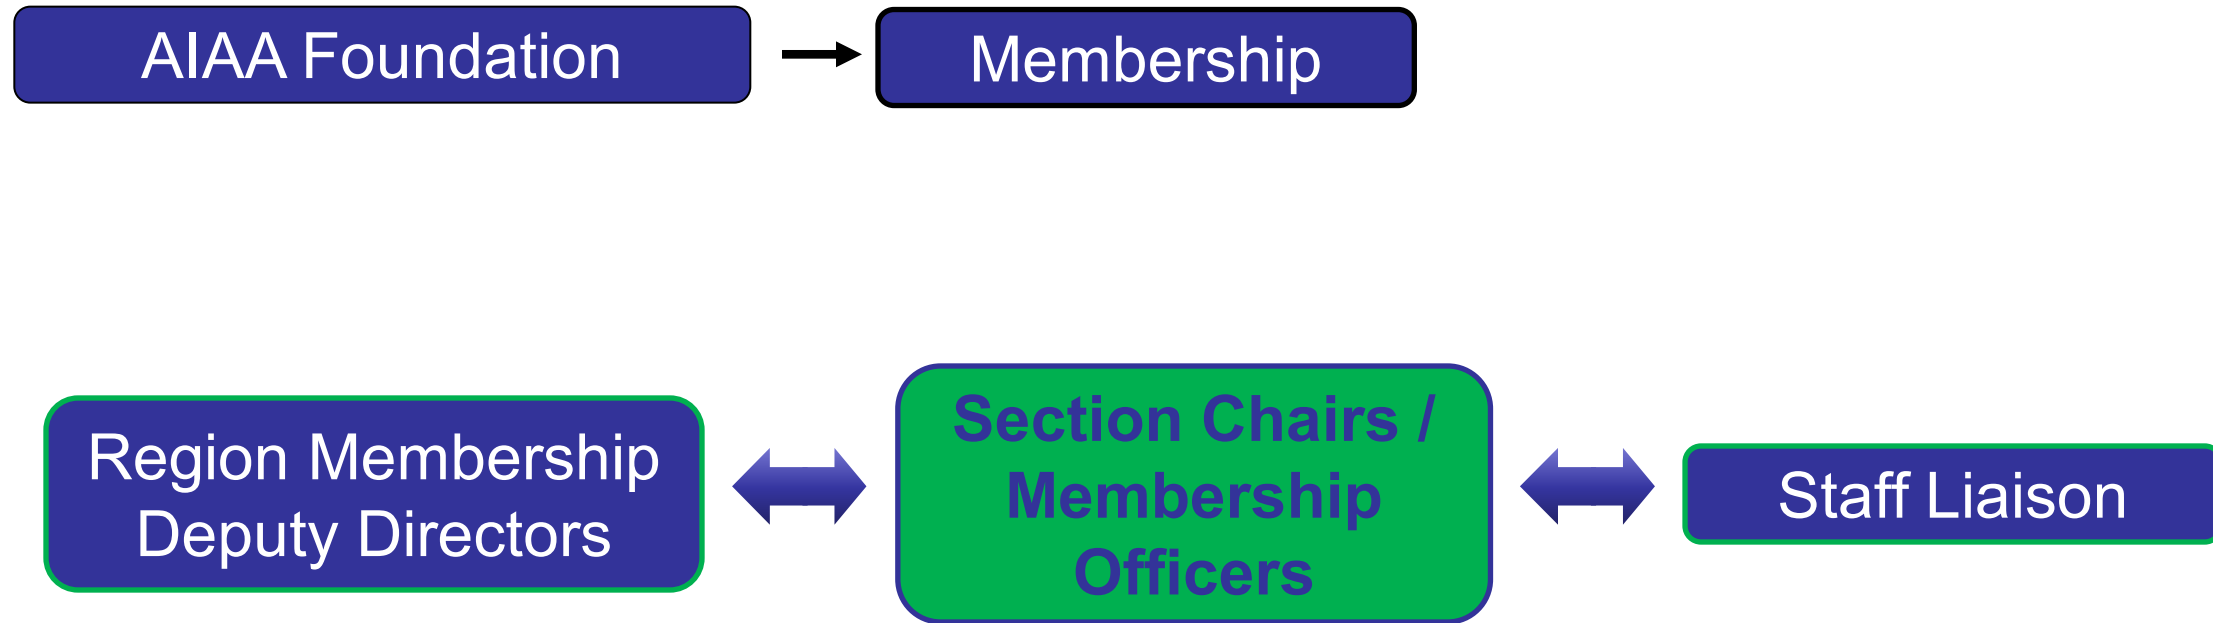 AIAA Foundation
Membership
Region Membership
Deputy Directors
Section Chairs /
Membership
Officers
Staff Liaison